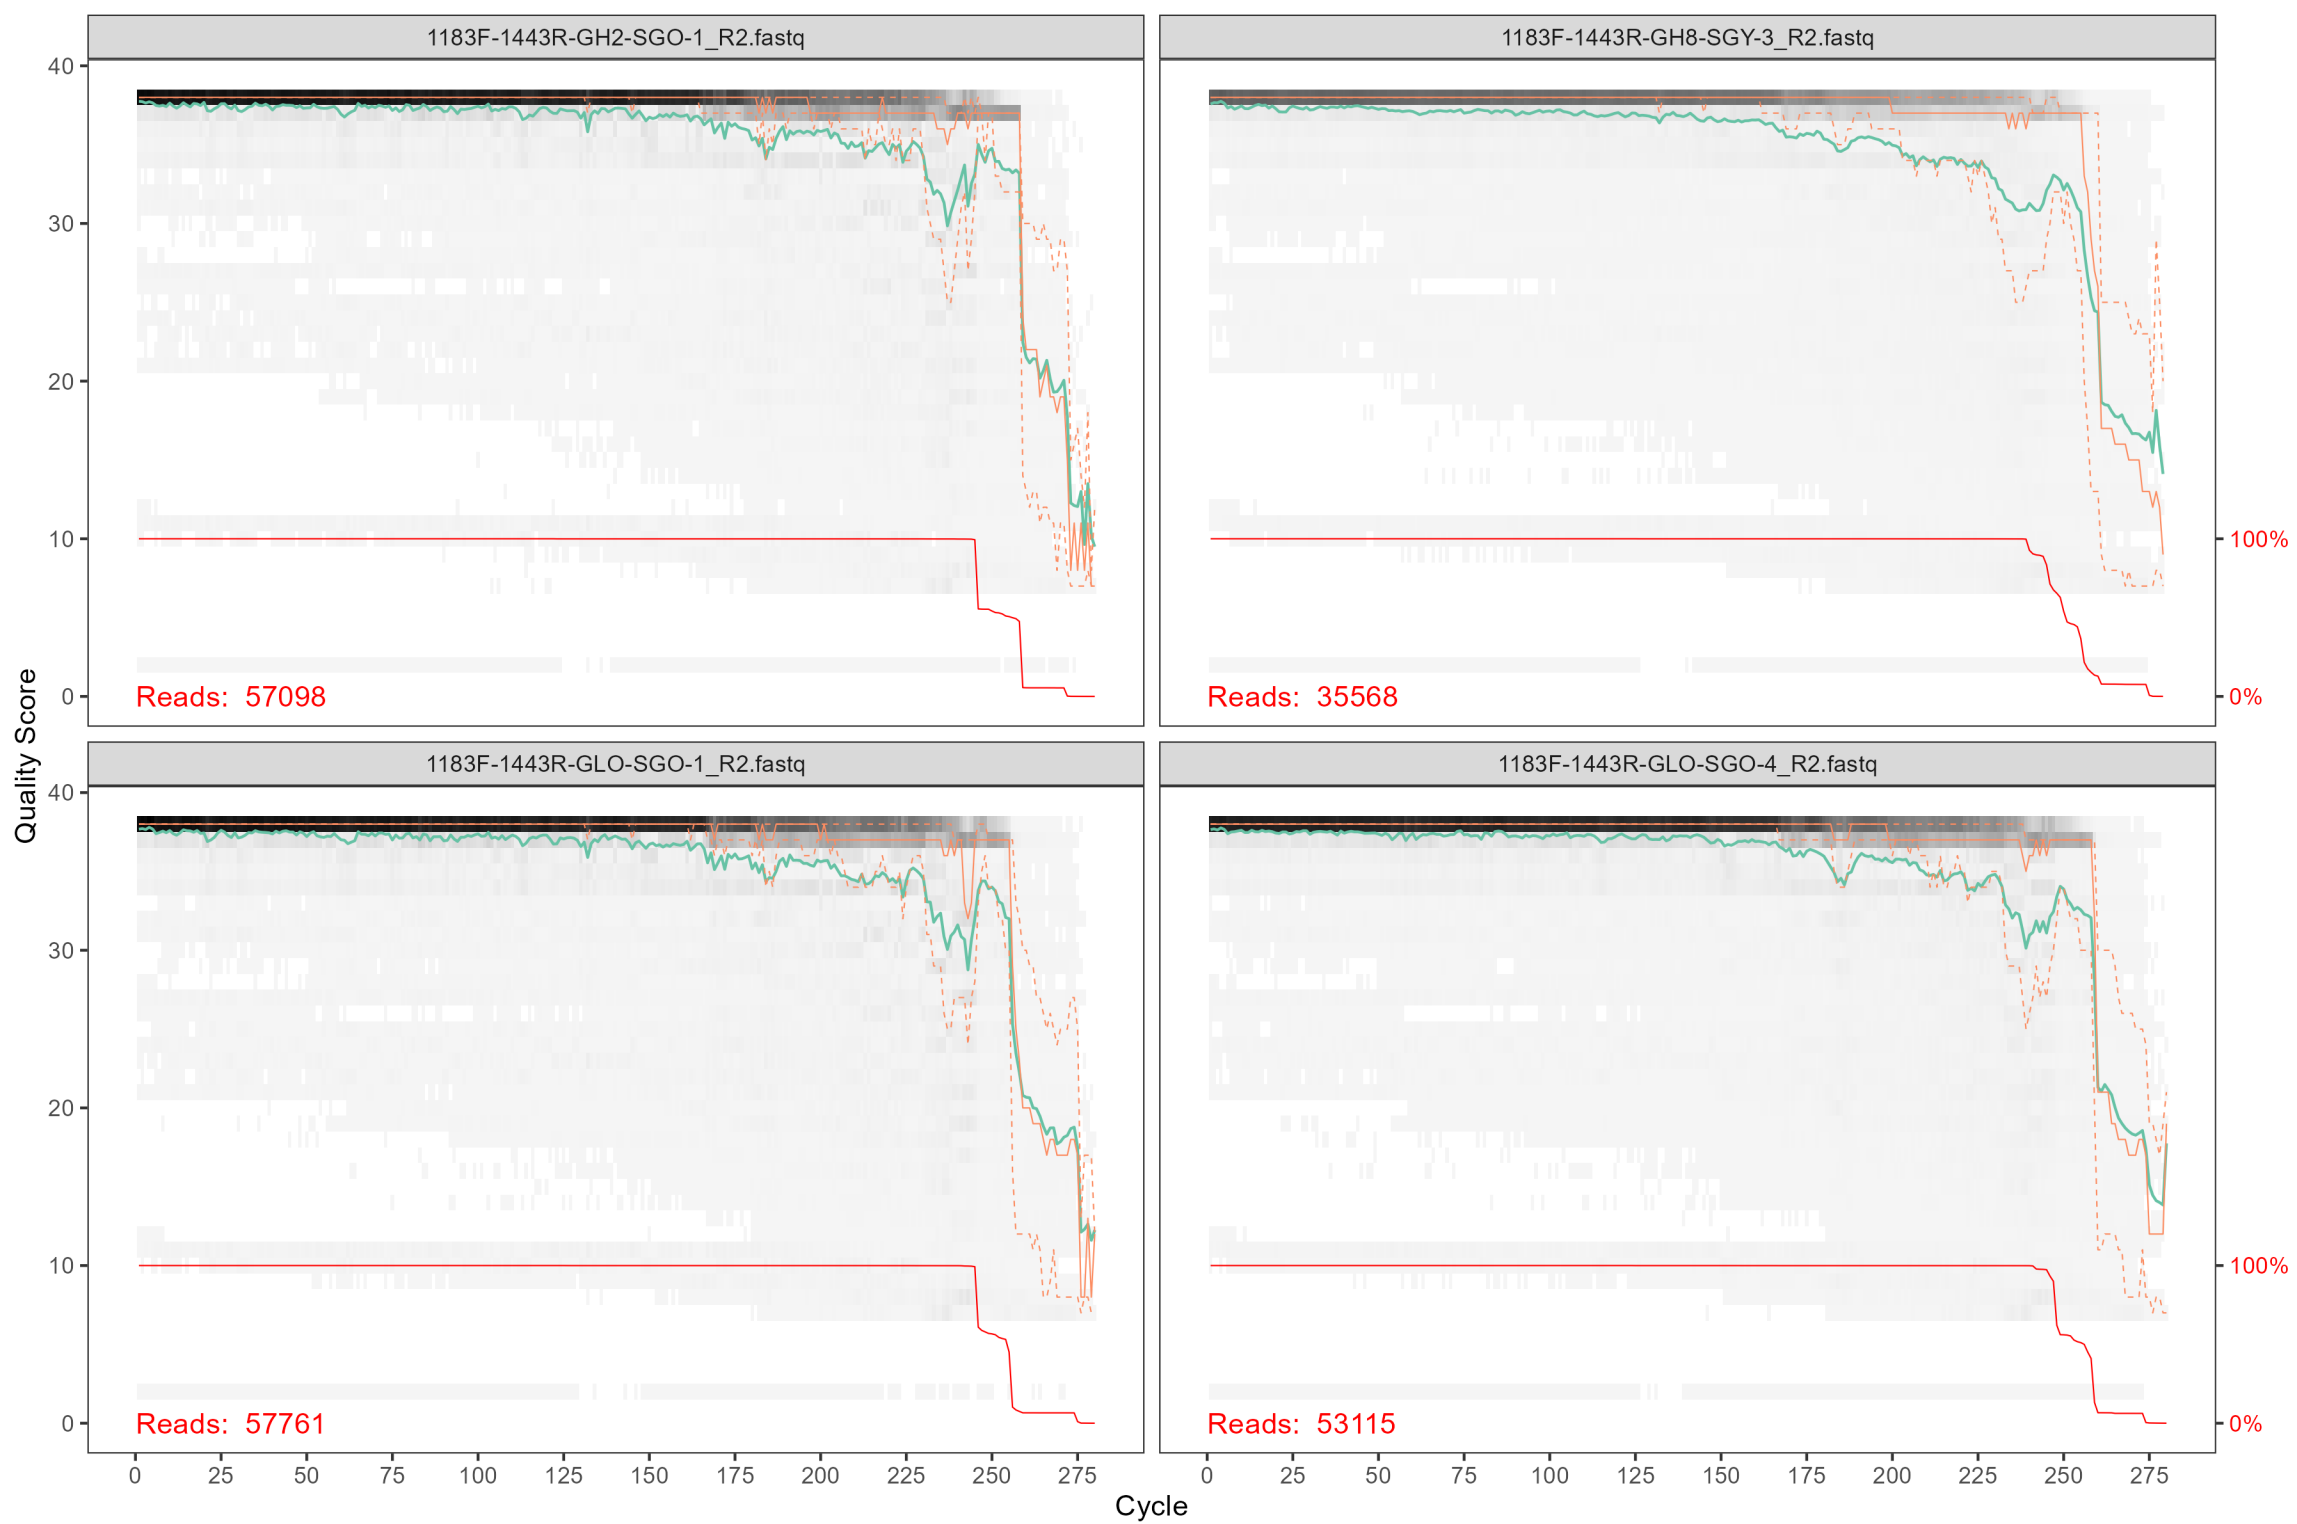 1183F-1443R-GH2-SGO-1_R2.fastq
1183F-1443R-GH8-SGY-3_R2.fastq
40
30
20
10
0
Reads: 57098
Reads: 35568
100%
0%
1183F-1443R-GLO-SGO-1_R2.fastq
1183F-1443R-GLO-SGO-4_R2.fastq
Quality Score
40
30
20
10
0
Reads: 57761
Reads: 53115
100%
0%
0 25 50 75 100 125 150 175 200 225 250 275
0 25 50 75 100 125 150 175 200 225 250 275
Cycle